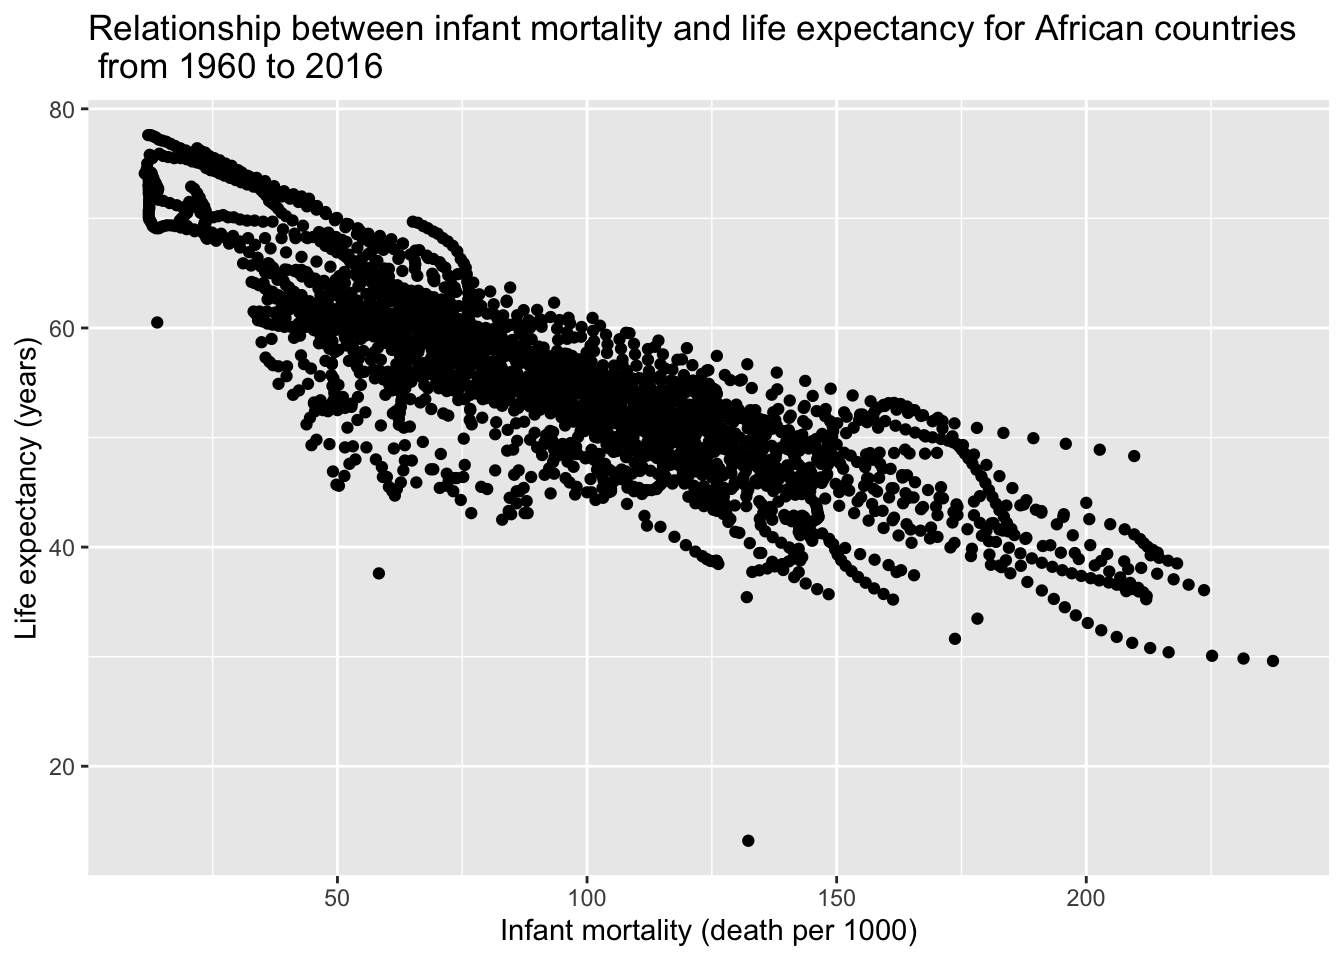 Relationship between infant mortality and life expectancy for African countries
from 1960 to 2016
80
60
40
20
Life expectancy (years)
50 100 150 200
Infant mortality (death per 1000)